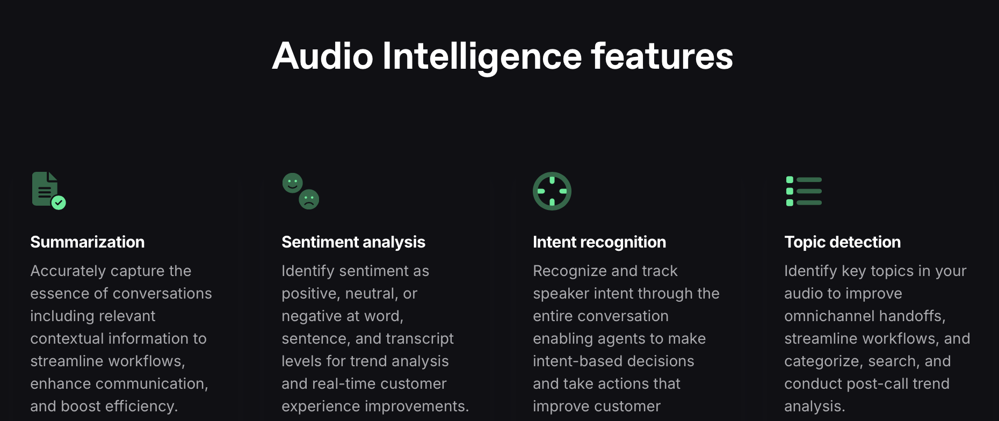 Audio Intelligence features
Summarization
Accurately capture the
essence of conversations
including relevant
contextual information to
streamline workflows,
enhance communication,
and boost efficiency.
Sentiment analysis
Identify sentiment as
positive, neutral, or
negative at word,
sentence, and transcript
levels for trend analysis
and real-time customer
experience improvements.
Intent recognition
Recognize and track
speaker intent through the
entire conversation
enabling agents to make
intent-based decisions
and take actions that
improve customer
Topic detection
Identify key topics in your
audio to improve
omnichannel handoffs,
streamline workflows, and
categorize, search, and
conduct post-call trend
analysis.